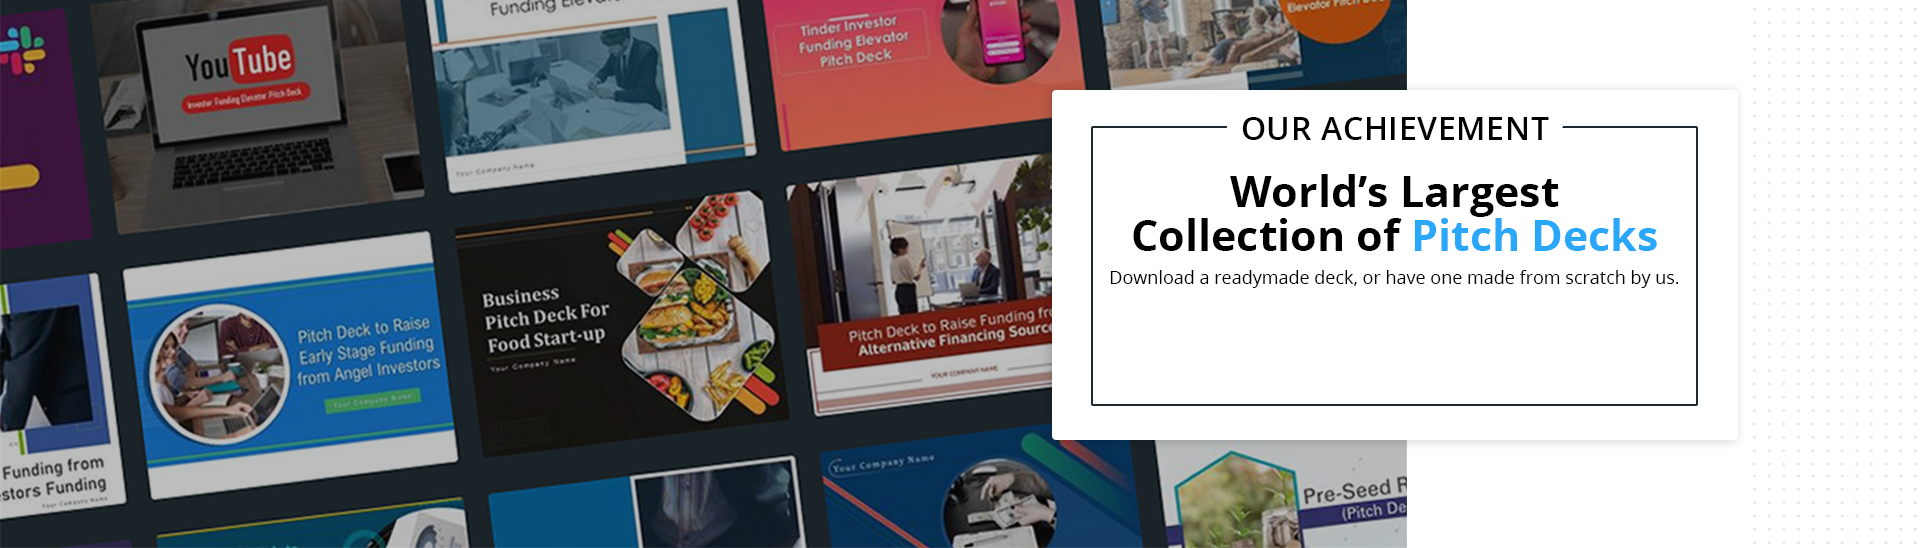 Funding Eleva
YouTube
Investor Funding Elevator Pitch Deck
Your Company Name
Tinder Investor
Funding Elevator
Pitch Deck
Elevator Pitch De
OUR ACHIEVEMENT
World’s Largest
Collection of Pitch Decks
Download a readymade deck, or have one made from scratch by us.
Pitch Deck to Raise
Early Stage Funding
from Angel Investors
Your Company Name
Business
Pitch Deck For
Food Start-up
Your Company Name
Pitch Deck to Raise Funding fr
Alternative Financing Source
YOUR COMPANY NAME
Funding from
stors Funding
Your Company Name
Your Company Name
Pre-Seed R
(Pitch De